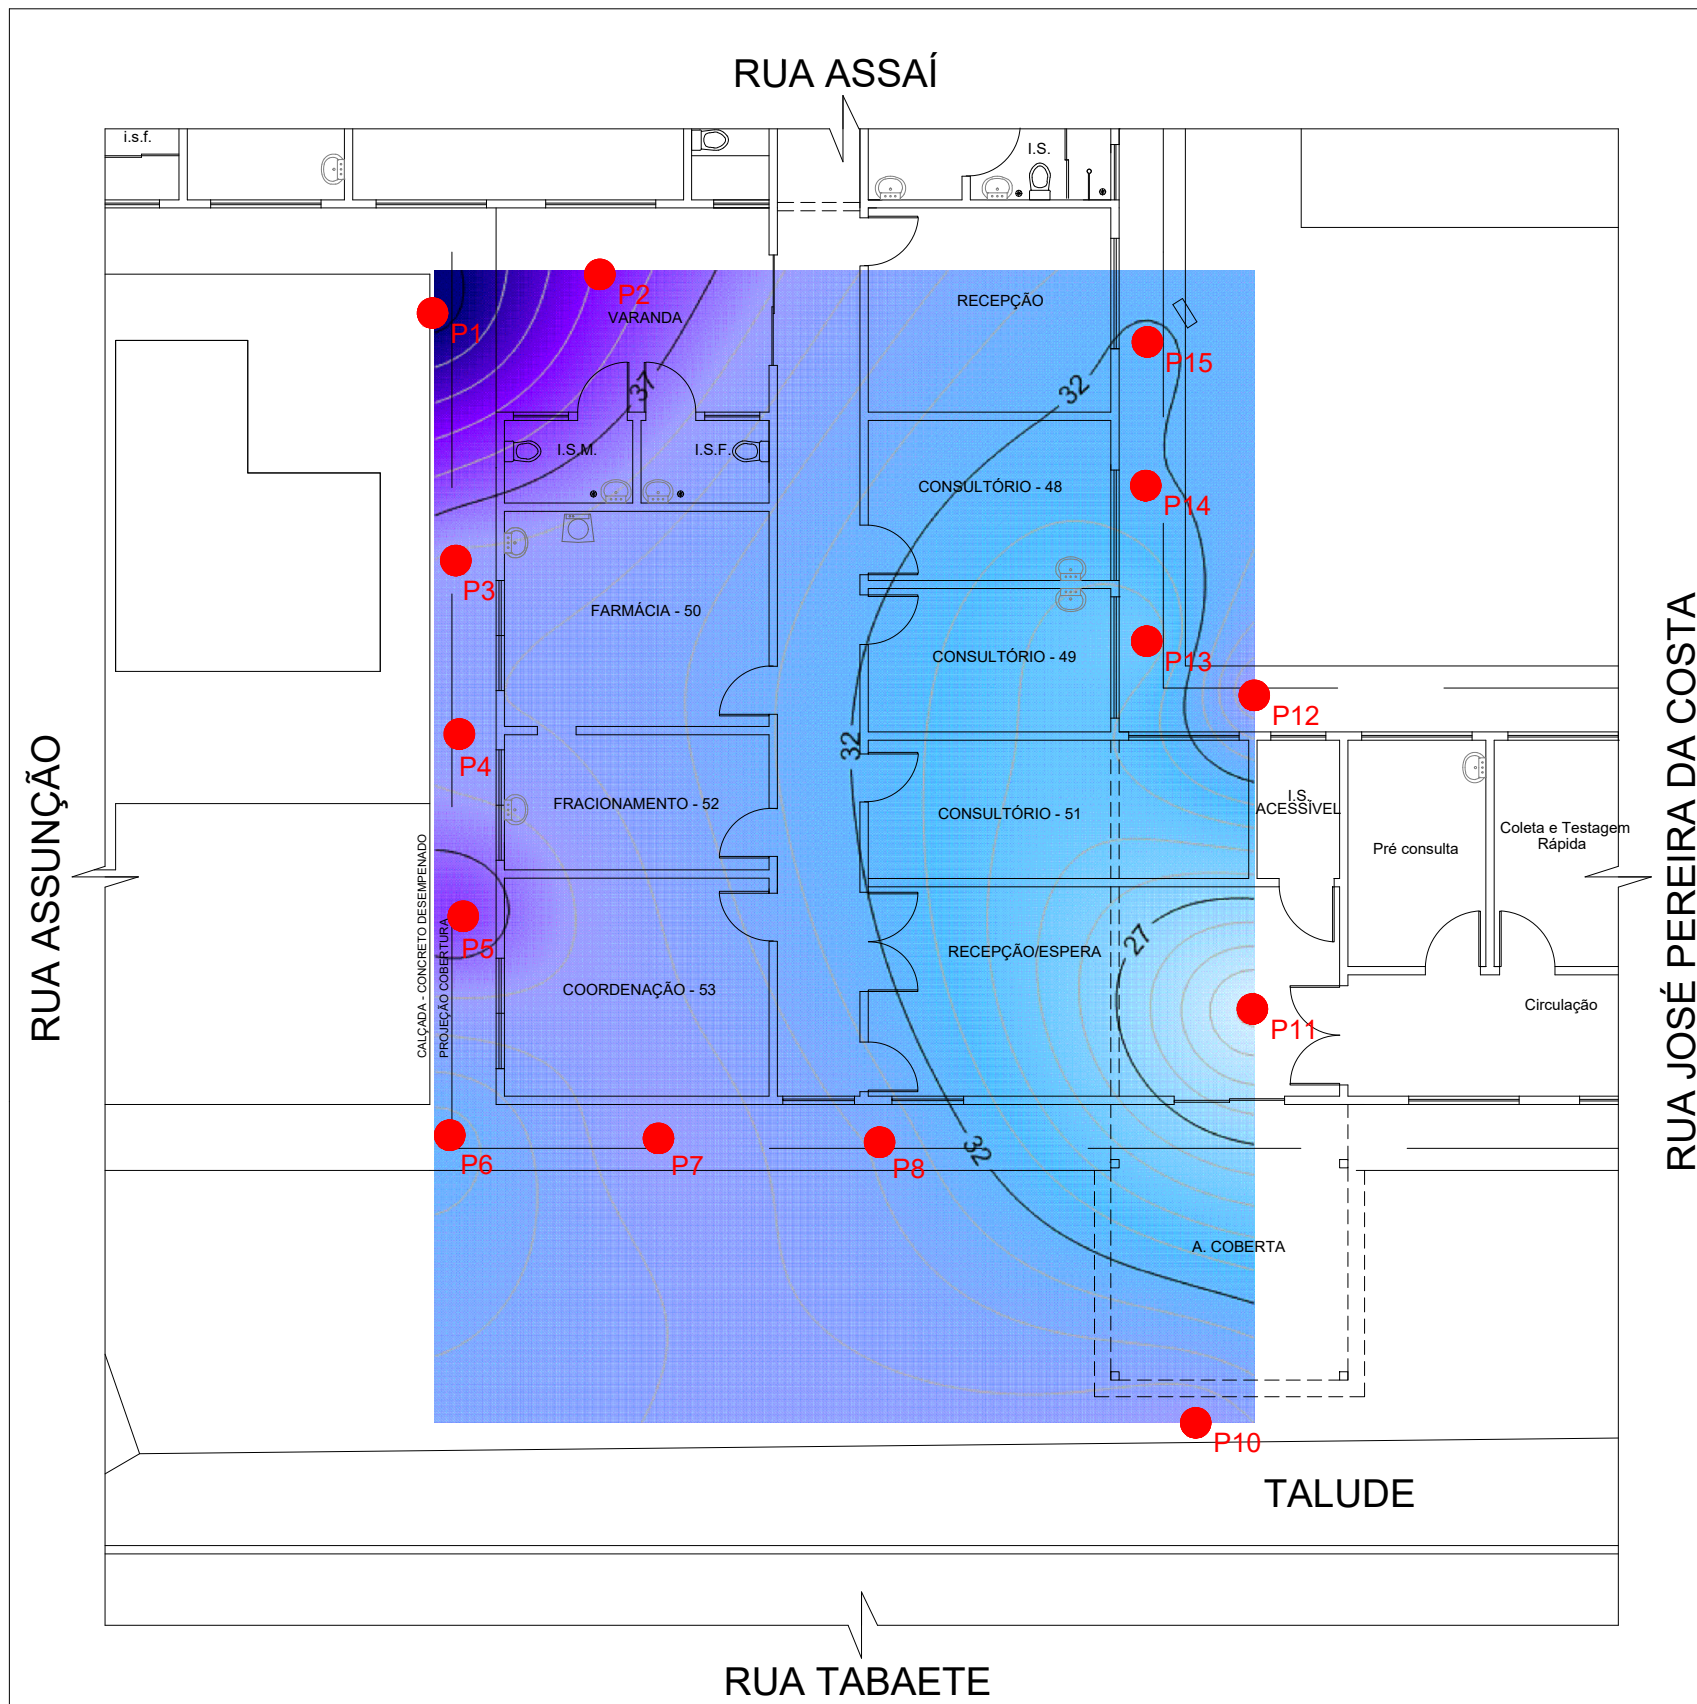 RUA ASSAÍ
i.s.f.
I.S.
P2
VARANDA
RECEPÇÃO
P1
P15
37
32
I.S.M.
I.S.F.
CONSULTÓRIO - 48
P14
P3
FARMÁCIA - 50
CONSULTÓRIO - 49
P13
P12
P4
32
FRACIONAMENTO - 52
CONSULTÓRIO - 51
I.S.
ACESSÍVEL
Pré consulta
Coleta e Testagem
Rápida
RUA ASSUNÇÃO
RUA JOSÉ PEREIRA DA COSTA
CALÇADA - CONCRETO DESEMPENADO
PROJEÇÃO COBERTURA
P5
COORDENAÇÃO - 53
RECEPÇÃO/ESPERA
27
P11
Circulação
P6
P7
P8
32
A. COBERTA
P10
TALUDE
RUA TABAETE